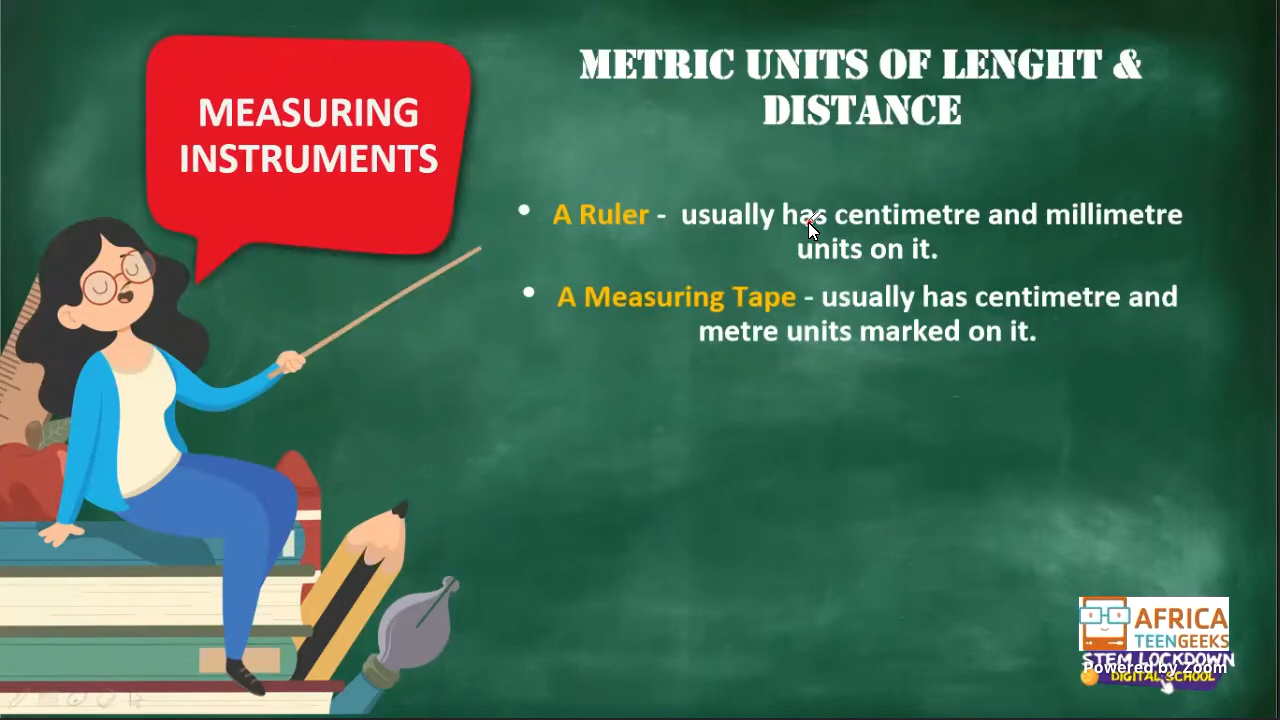 MEASURING
INSTRUMENTS
METRIC UNITS OF LENGHT &
DISTANCE
• A Ruler - usually has centimetre and millimetre
units on it.
• A Measuring Tape - usually has centimetre and
metre units marked on it.
AFRICA
TEENGEEKS
STEM LOCKDOWN
Powered by Zoom
DIGITAL SCHOOL